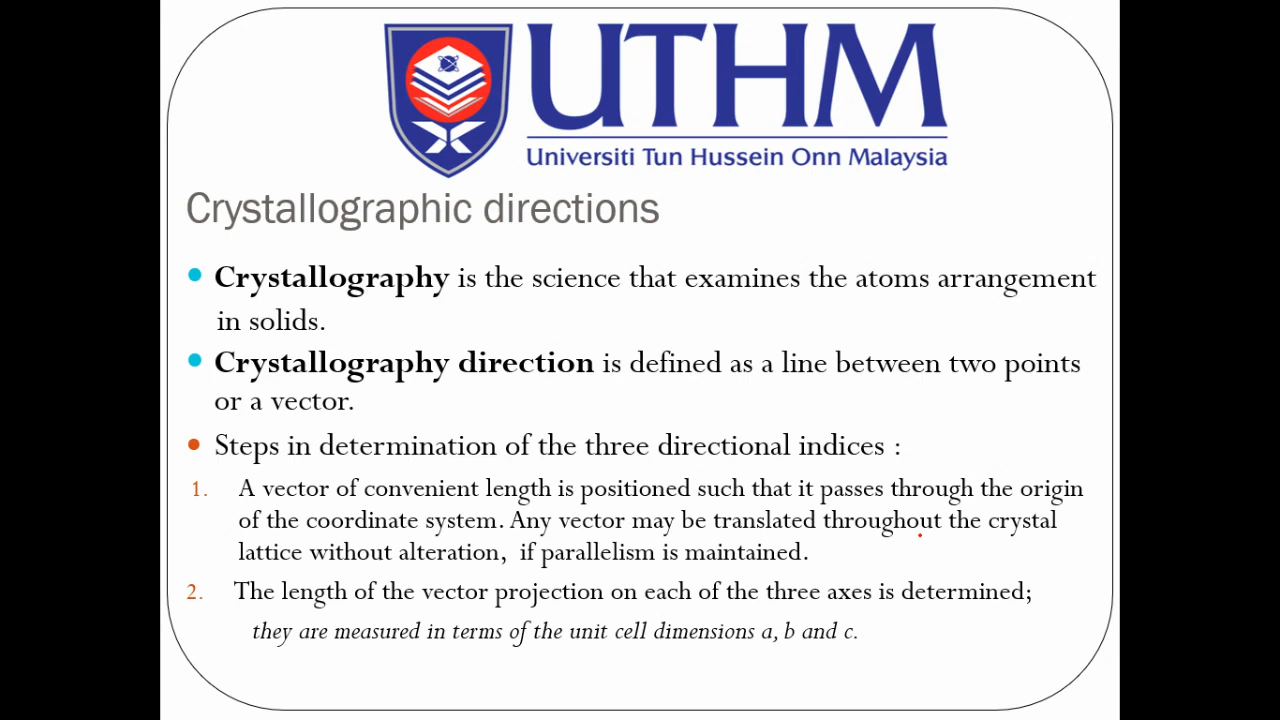 UTHM
Universiti Tun Hussein Onn Malaysia
Crystallographic directions
• Crystallography is the science that examines the atoms arrangement
in solids.
• Crystallography direction is defined as a line between two points
or a vector.
• Steps in determination of the three directional indices :
1. A vector of convenient length is positioned such that it passes through the origin
of the coordinate system. Any vector may be translated throughout the crystal
lattice without alteration, if parallelism is maintained.
2. The length of the vector projection on each of the three axes is determined;
they are measured in terms of the unit cell dimensions a, b and c.